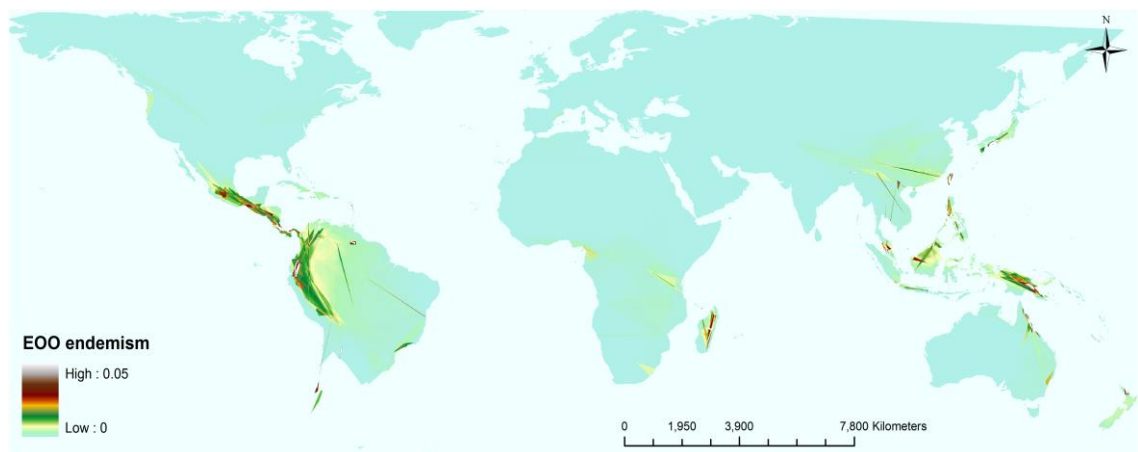 N
EOO endemism
High : 0.05
Low : 0
0 1,950 3,900 7,800 Kilometers